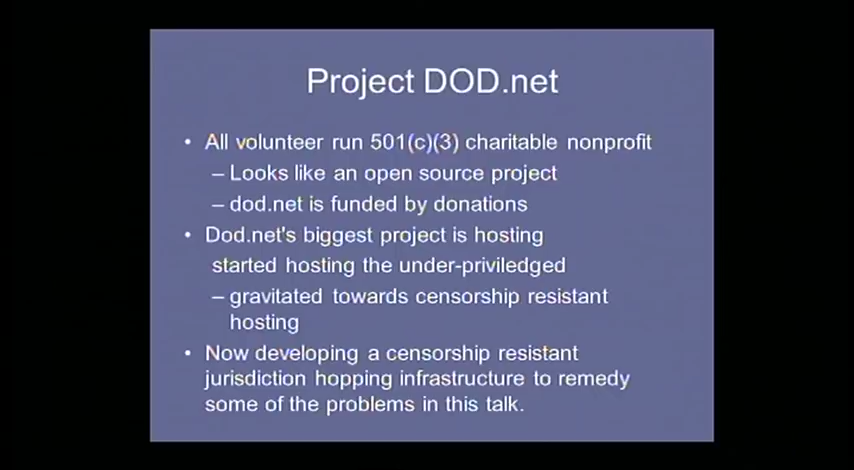 Project DOD.net
• All volunteer run 501(c)(3) charitable nonprofit
– Looks like an open source project
– dod.net is funded by donations
• Dod.net's biggest project is hosting
started hosting the under-priviledged
– gravitated towards censorship resistant
hosting
• Now developing a censorship resistant
jurisdiction hopping infrastructure to remedy
some of the problems in this talk.